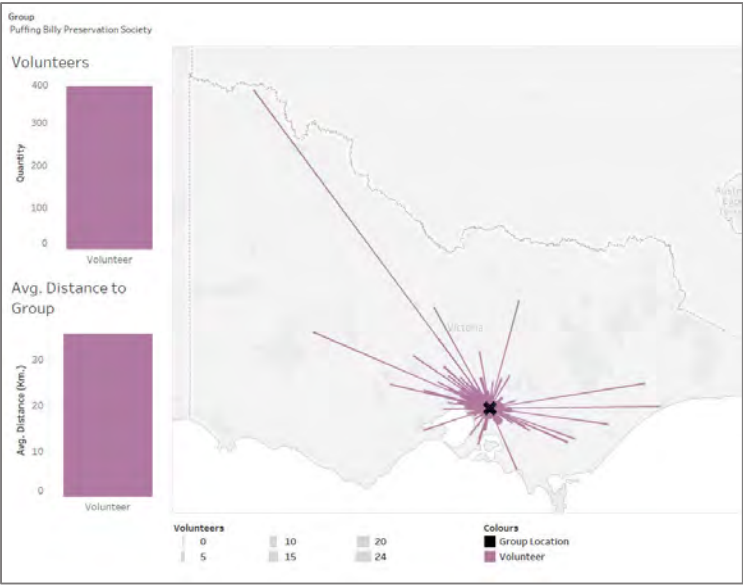 Group
Puffing Billy Preservation Society
Volunteers
400
300
200
100
0
Quantity
Volunteer
Avg. Distance to
Group
30
20
10
0
Avg. Distance (Km.)
Volunteer
Victoria
Volunteers
0
10
20
5
15
24
Colours
Group Location
Volunteer